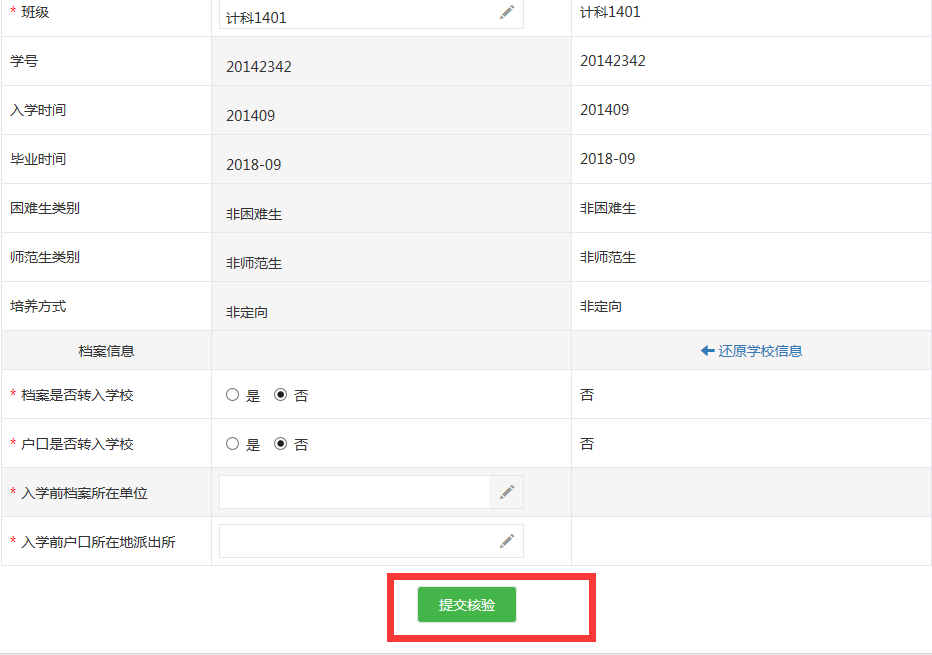 * 班级 计科1401 计科1401
学号 20142342 20142342
入学时间 201409 201409
毕业时间 2018-09 2018-09
困难生类别 非困难生 非困难生
师范生类别 非师范生 非师范生
培养方式 非定向 非定向
档案信息 还原学校信息
* 档案是否转入学校 是 否 否
* 户口是否转入学校 是 否 否
* 入学前档案所在单位
* 入学前户口所在地派出所
提交核验